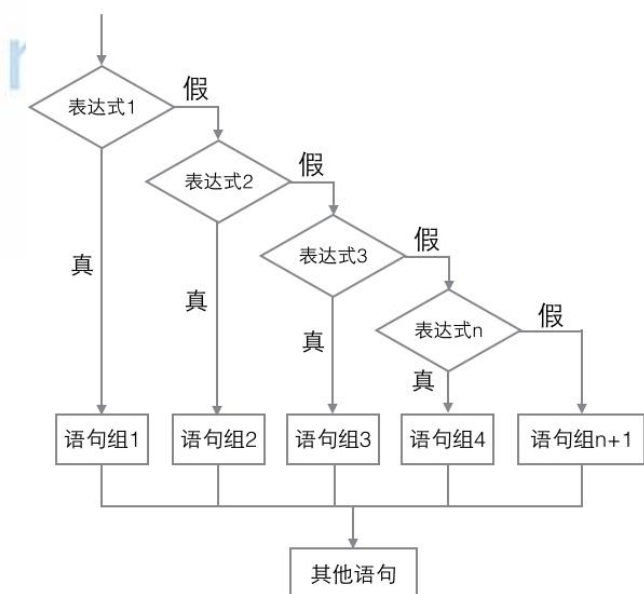 表达式1
假
表达式2
假
表达式3
假
表达式n
假
真
真
真
真
语句组1
语句组2
语句组3
语句组4
语句组n+1
其他语句